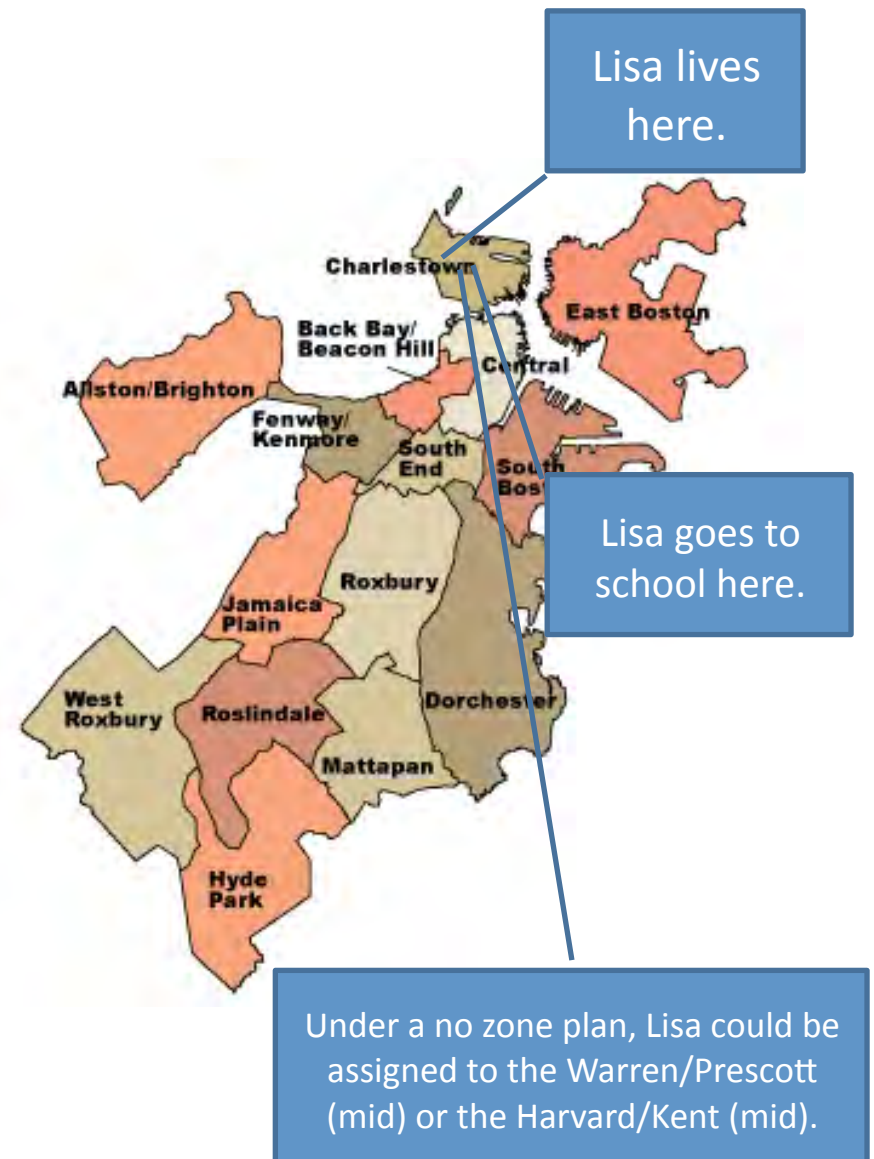 Lisa lives
here.
Charlestown
East Boston
Back Bay/
Beacon Hill
Central
Allston/Brighton
Fenway/
Kenmore
South
End
South
Lisa goes to
school here.
Roxbury
Jamaica
Plain
West
Roxbury
Roslindale
Dorchester
Mattapan
Hyde
Park
Under a no zone plan, Lisa could be
assigned to the Warren/Prescott
(mid) or the Harvard/Kent (mid).